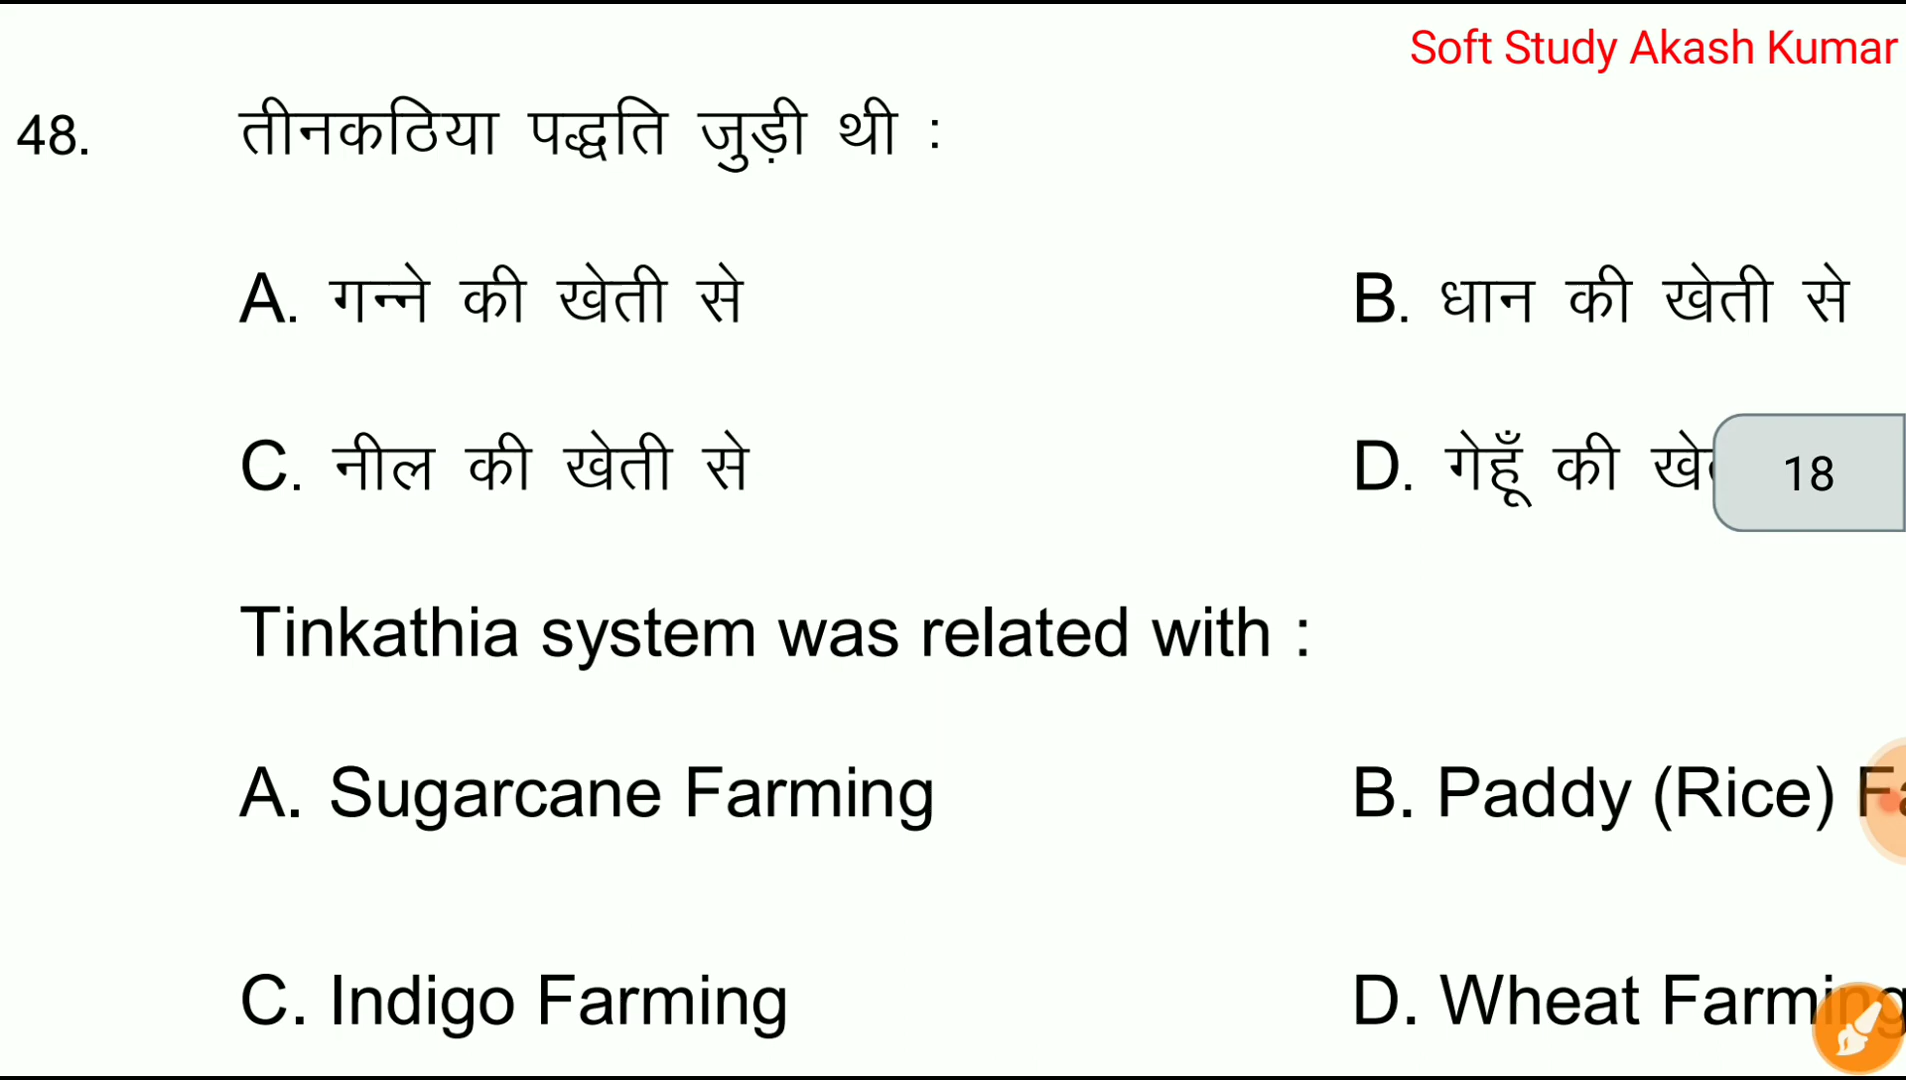 Soft Study Akash Kumar
48. तीनकठिया पद्धति जुड़ी थी :
A. गन्ने की खेती से B. धान की खेती से
C. नील की खेती से D. गेहूँ की 18
Tinkathia system was related with :
A. Sugarcane Farming B. Paddy (Rice)
C. Indigo Farming D. Wheat Farming